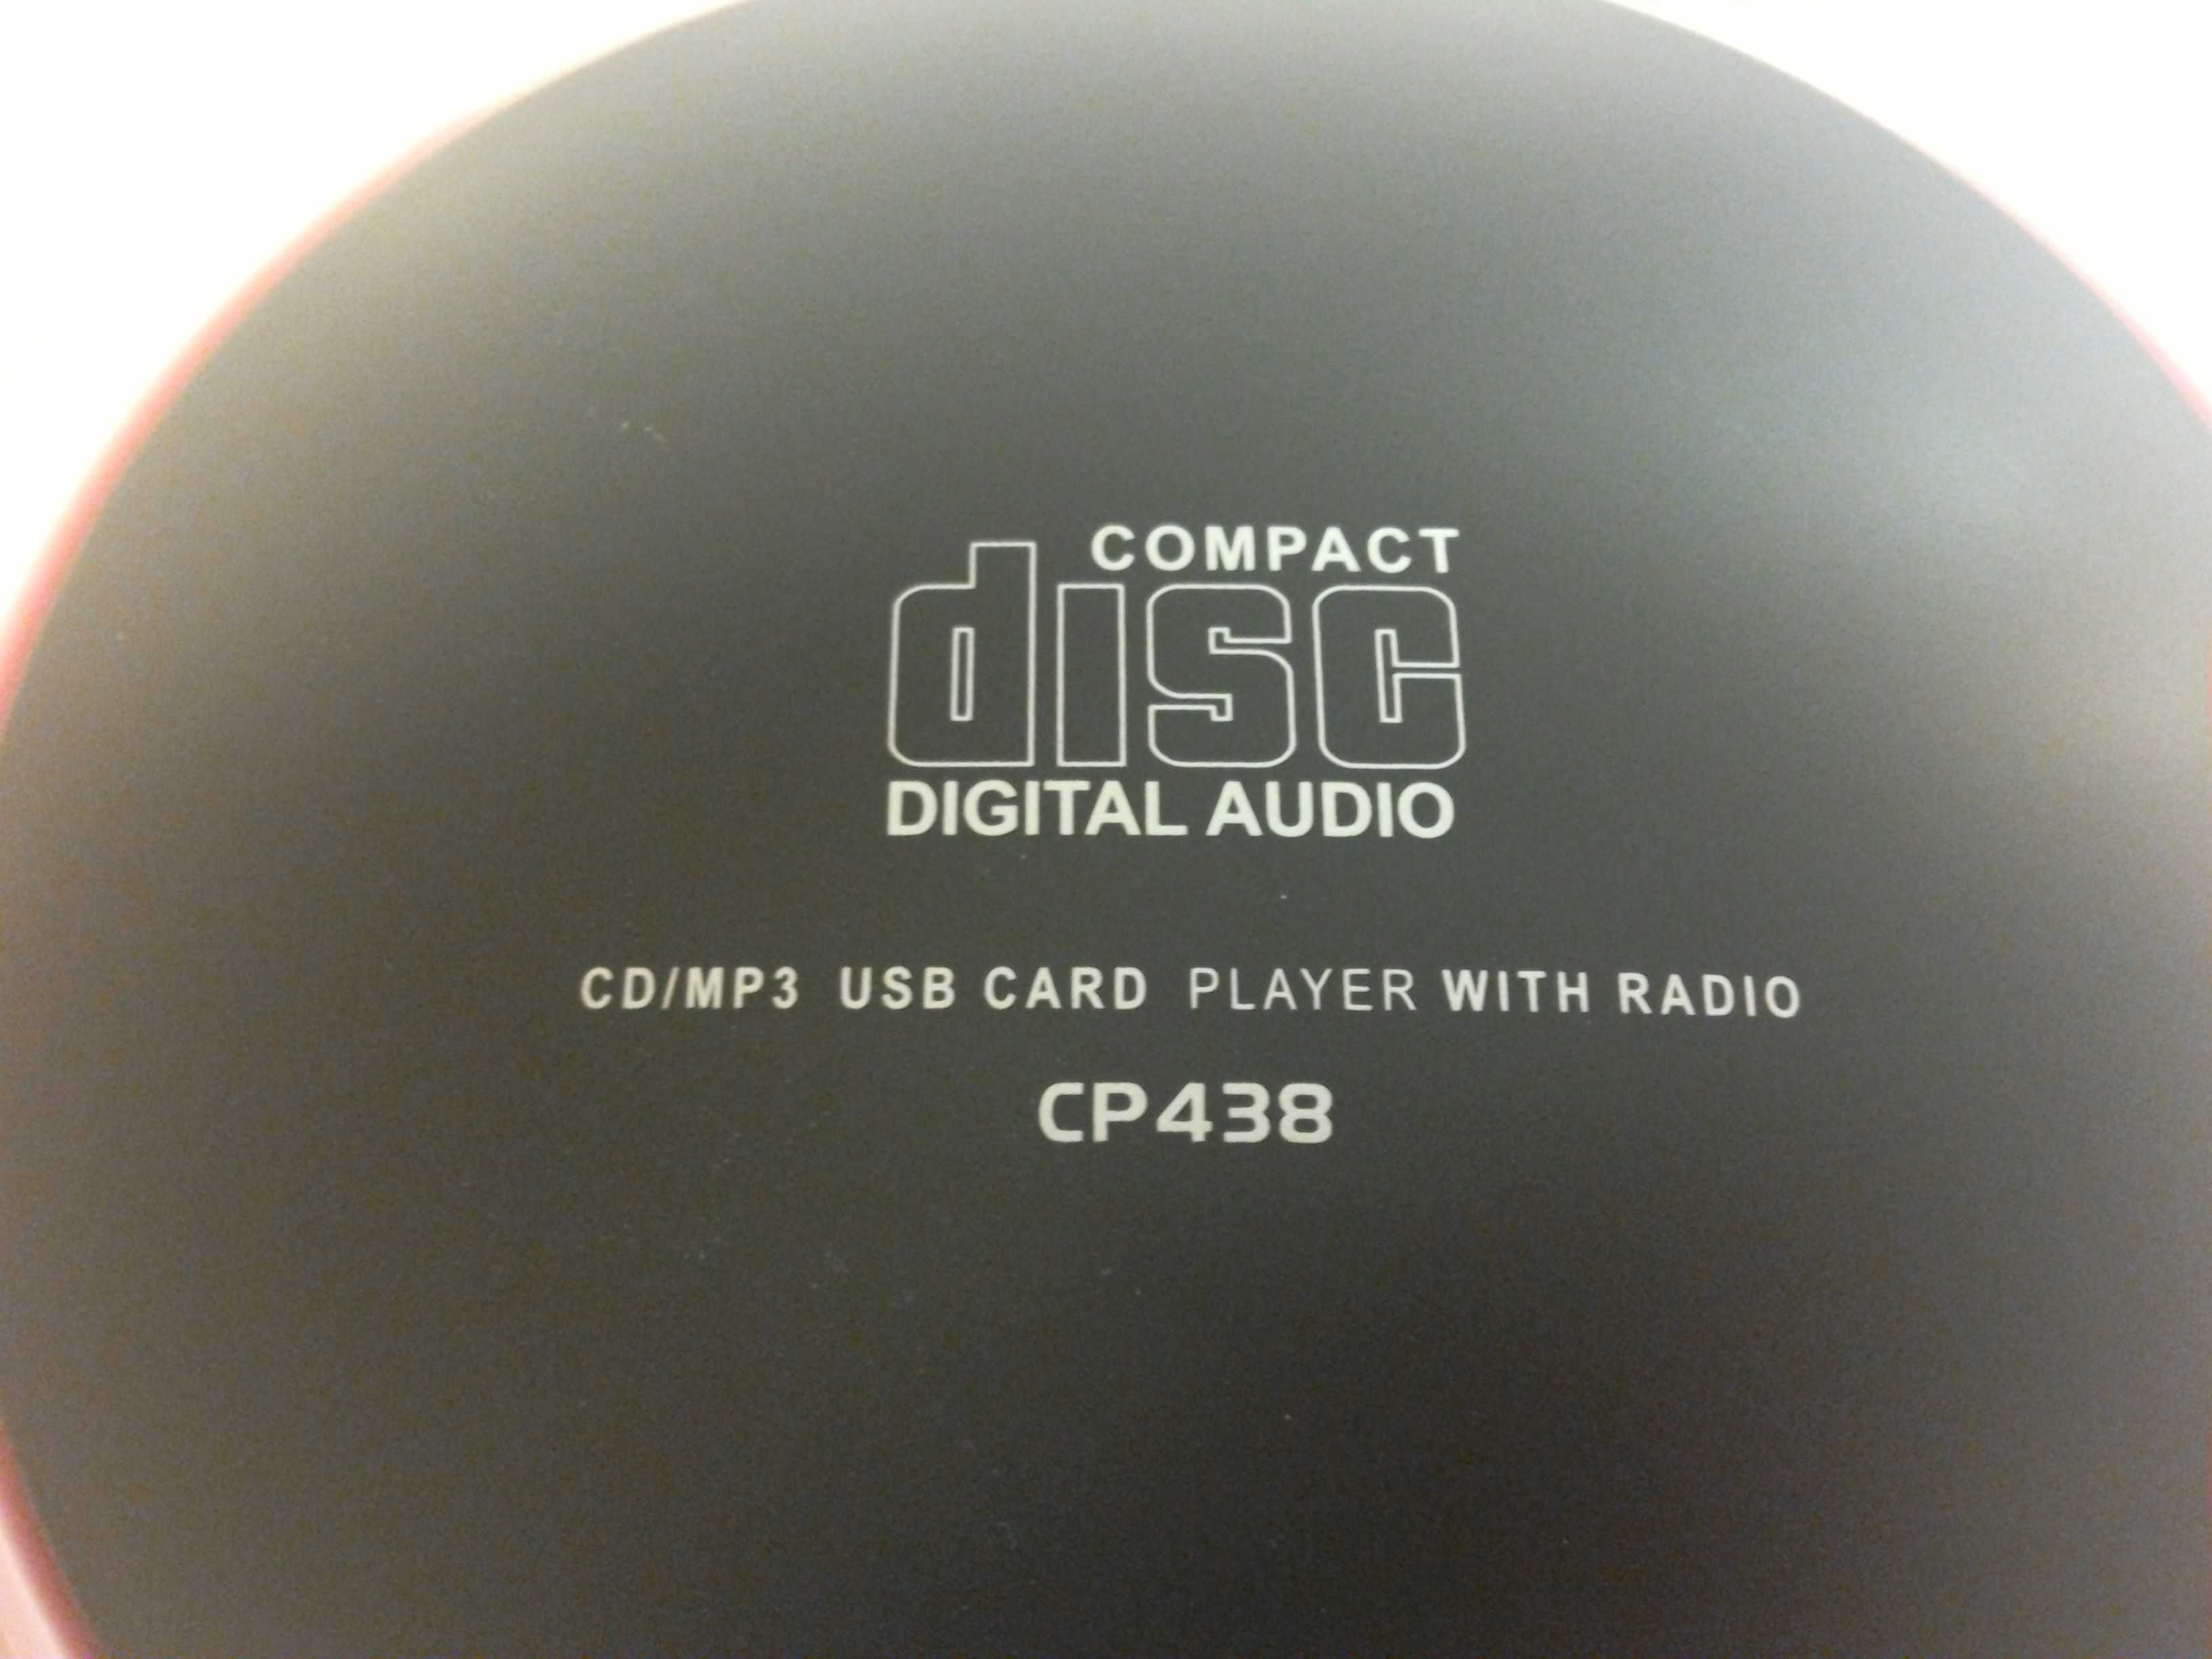 COMPACT
disc
DIGITAL AUDIO
CD/MP3 USB CARD PLAYER WITH RADIO
CP438